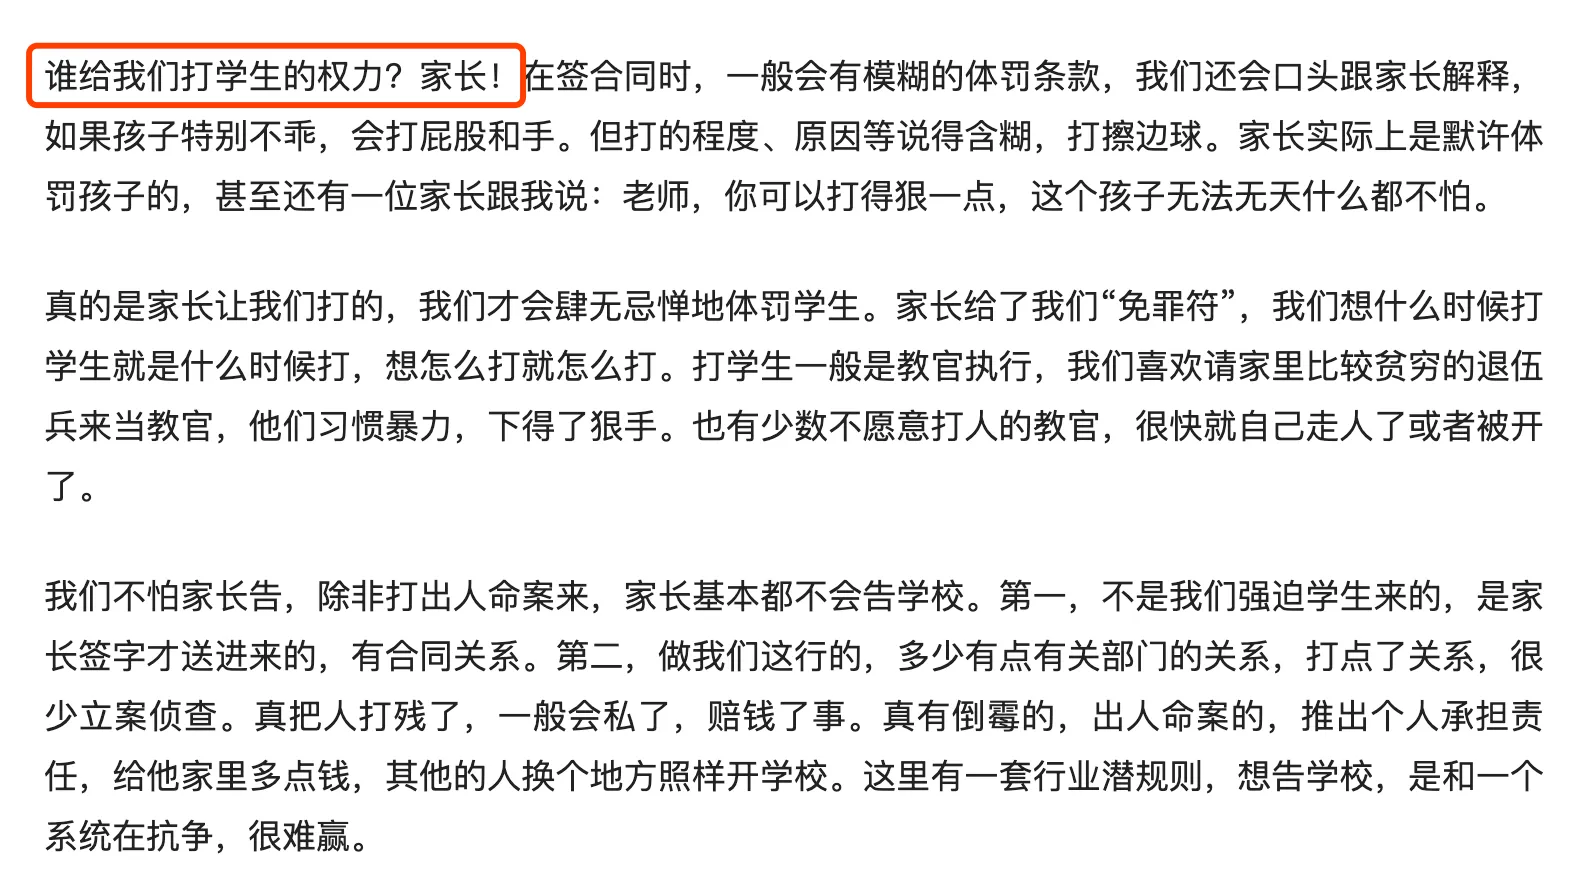 谁给我们打学生的权力？家长！在签合同时，一般会有模糊的体罚条款，我们还会口头跟家长解释，
如果孩子特别不乖，会打屁股和手。但打的程度、原因等说得含糊，打擦边球。家长实际上是默许体
罚孩子的，甚至还有一位家长跟我说：老师，你可以打得狠一点，这个孩子无法无天什么都不怕。
真的是家长让我们打的，我们才会肆无忌惮地体罚学生。家长给了我们“免罪符”，我们想什么时候打
学生就是什么时候打，想怎么打就怎么打。打学生一般是教官执行，我们喜欢请家里比较贫穷的退伍
兵来当教官，他们习惯暴力，下得了狠手。也有少数不愿意打人的教官，很快就自己走人了或者被开
了。
我们不怕家长告，除非打出人命案来，家长基本都不会告学校。第一，不是我们强迫学生来的，是家
长签字才送进来的，有合同关系。第二，做我们这行的，多少有点有关部门的关系，打点了关系，很
少立案侦查。真把人打残了，一般会私了，赔钱了事。真有倒霉的，出人命案的，推出个人承担责
任，给他家里多点钱，其他的人换个地方照样开学校。这里有一套行业潜规则，想告学校，是和一个
系统在抗争，很难赢。